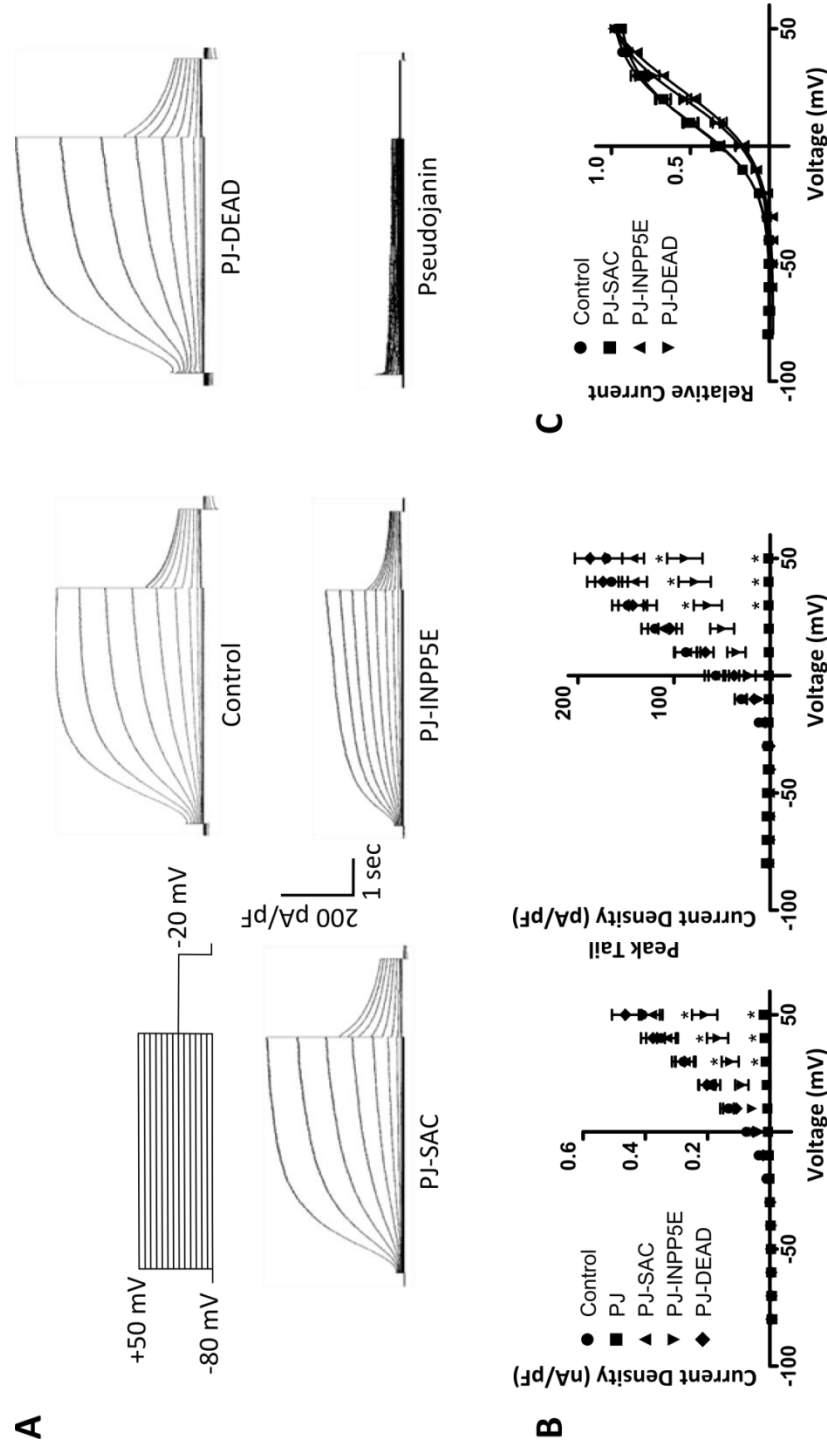 A
+50 mV
-80 mV
-20 mV
Control
PJ-DEAD
200 pA/pF
1 sec
PJ-SAC
PJ-INPP5E
Pseudojanin
B
Current Density (nA/pF)
0.6
0.4
0.2
-100
-50
50
Voltage (mV)
Control
PJ
PJ-SAC
PJ-INPP5E
PJ-DEAD
*
*
*
*
*
*
Peak Tail
Current Density (pA/pF)
200
100
-100
-50
50
Voltage (mV)
*
*
*
*
*
*
C
Relative Current
1.0
0.5
-100
-50
50
Voltage (mV)
Control
PJ-SAC
PJ-INPP5E
PJ-DEAD